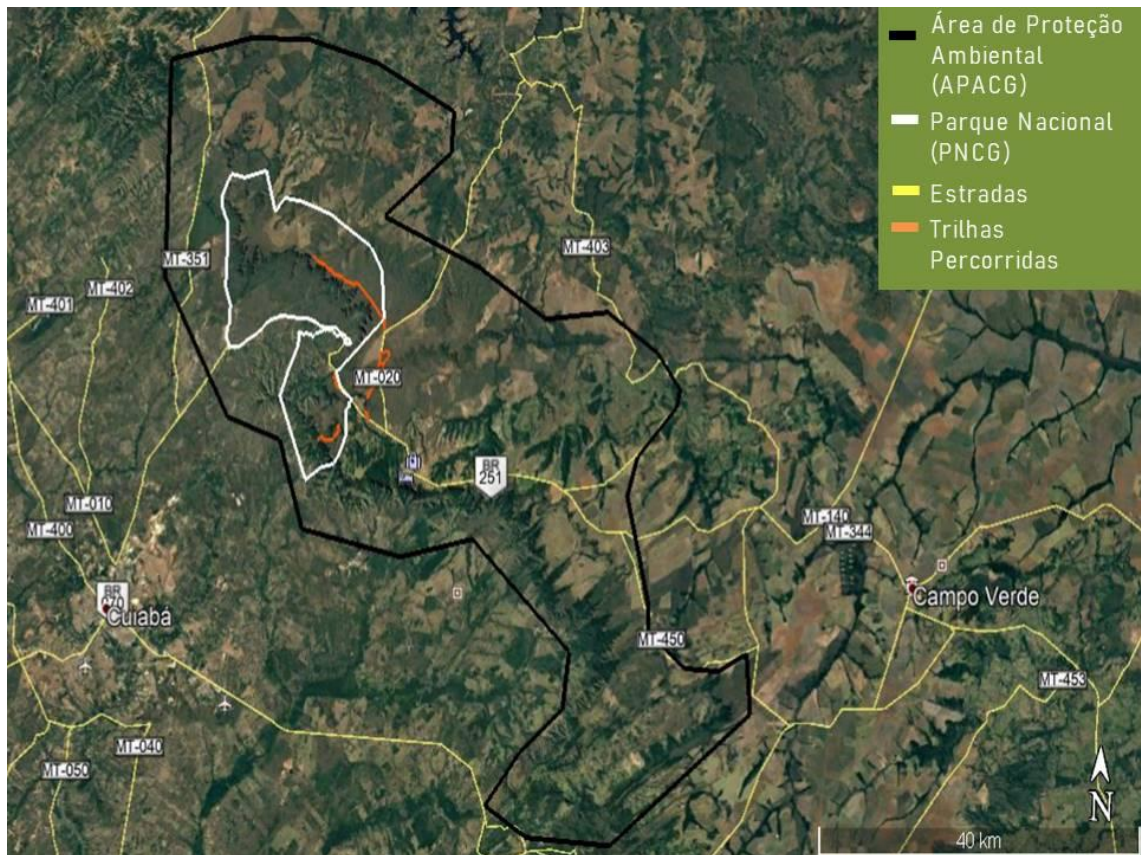 Área de Proteção
Ambiental
(APACG)
Parque Nacional
(PNCG)
Estradas
Trilhas
Percorridas
MT-403
MT-351
MT-402
MT-401
MT-020
BR
251
MT-010
MT-140
MT-400
MT-344
BR
070
Cuiabá
Campo Verde
MT-450
MT-453
MT-040
MT-050
N
40 km